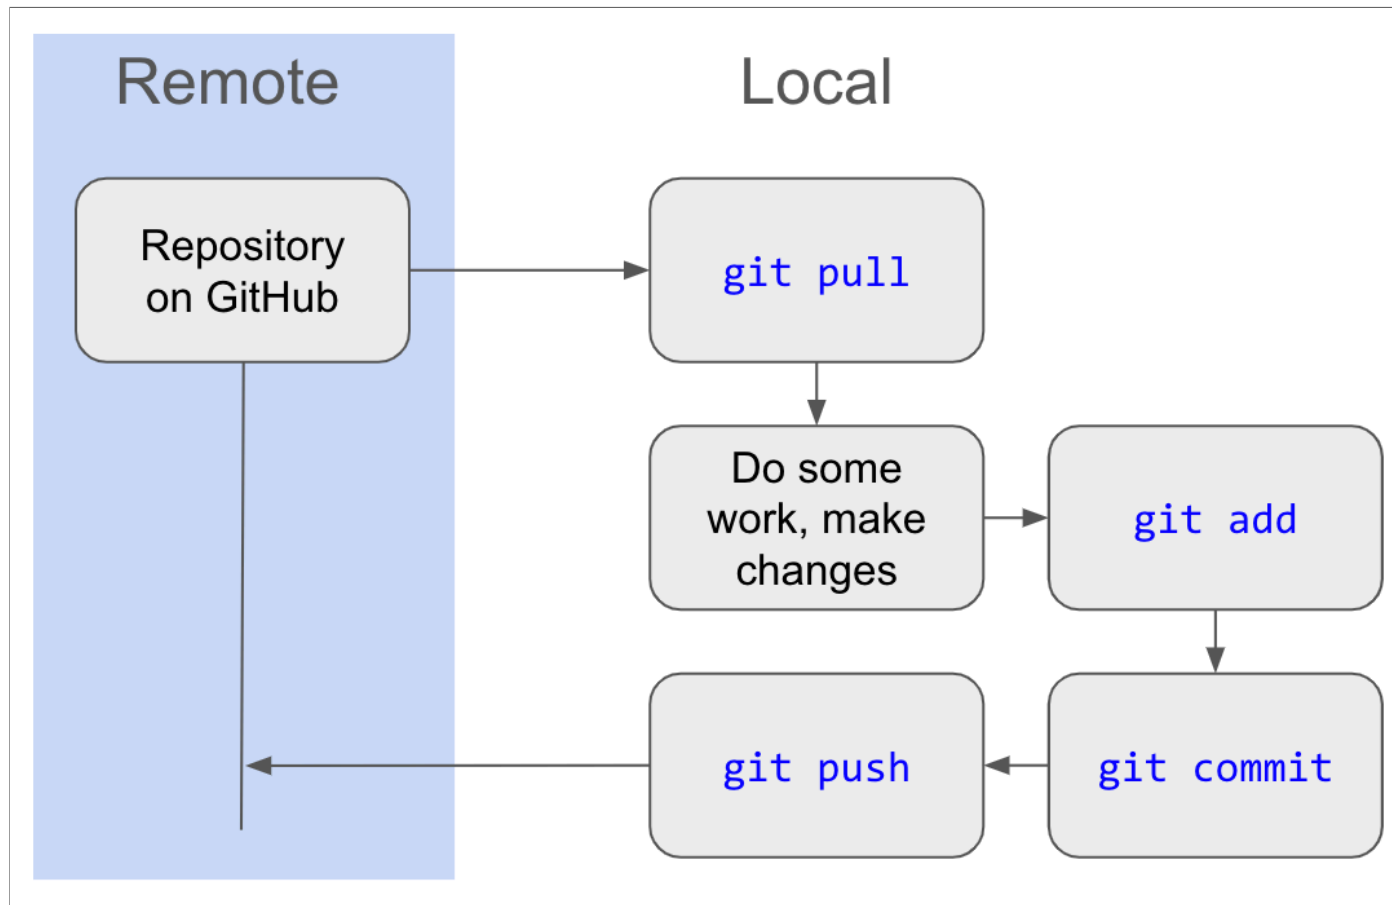 Remote
Local
Repository
on GitHub
git pull
Do some
work, make
changes
git add
git push
git commit